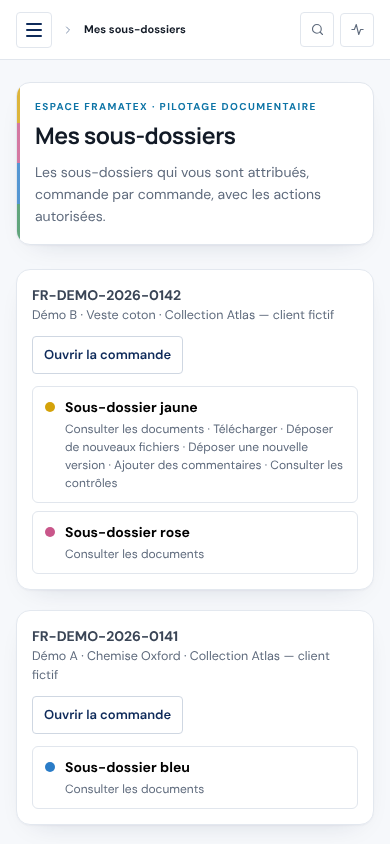 Mes sous-dossiers
ESPACE FRAMATEX · PILOTAGE DOCUMENTAIRE
Mes sous-dossiers
Les sous-dossiers qui vous sont attribués,
commande par commande, avec les actions
autorisées.
FR-DEMO-2026-0142
Démo B · Veste coton · Collection Atlas — client fictif
Ouvrir la commande
Sous-dossier jaune
Consulter les documents · Télécharger · Déposer
de nouveaux fichiers · Déposer une nouvelle
version · Ajouter des commentaires · Consulter les
contrôles
Sous-dossier rose
Consulter les documents
FR-DEMO-2026-0141
Démo A · Chemise Oxford · Collection Atlas — client
fictif
Ouvrir la commande
Sous-dossier bleu
Consulter les documents